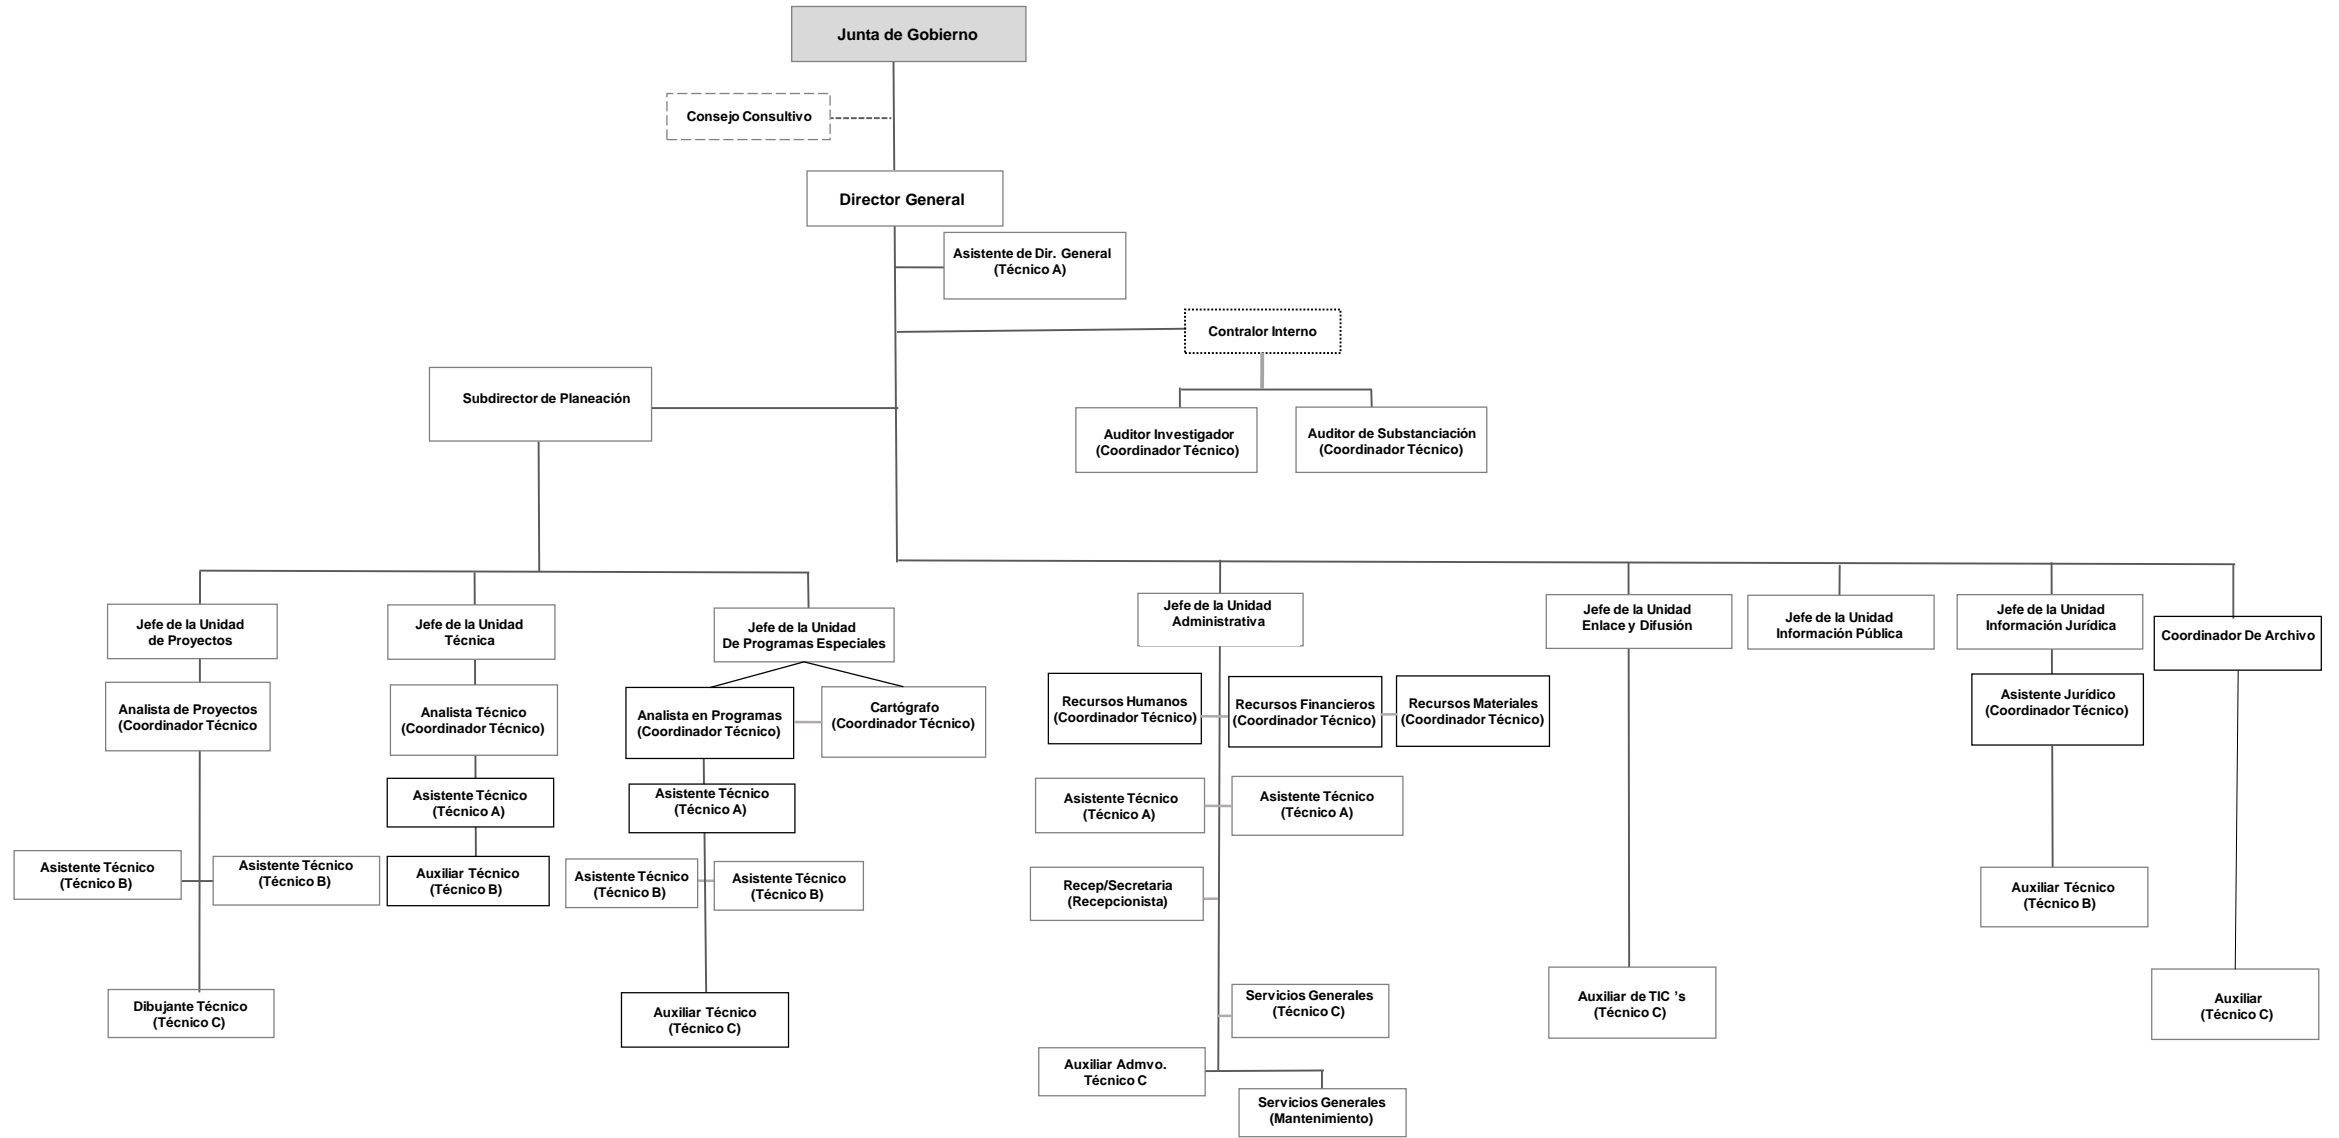 Junta de Gobierno
Consejo Consultivo
Director General
Asistente de Dir. General
(Técnico A)
Contralor Interno
Subdirector de Planeación
Auditor Investigador
(Coordinador Técnico)
Auditor de Substanciación
(Coordinador Técnico)
Jefe de la Unidad
de Proyectos
Jefe de la Unidad
Técnica
Jefe de la Unidad
De Programas Especiales
Jefe de la Unidad
Administrativa
Jefe de la Unidad
Enlace y Difusión
Jefe de la Unidad
Información Pública
Jefe de la Unidad
Información Jurídica
Coordinador De Archivo
Analista de Proyectos
(Coordinador Técnico
Analista Técnico
(Coordinador Técnico)
Analista en Programas
(Coordinador Técnico)
Cartógrafo
(Coordinador Técnico)
Recursos Humanos
(Coordinador Técnico)
Recursos Financieros
(Coordinador Técnico)
Recursos Materiales
(Coordinador Técnico)
Asistente Jurídico
(Coordinador Técnico)
Asistente Técnico
(Técnico A)
Asistente Técnico
(Técnico A)
Asistente Técnico
(Técnico A)
Asistente Técnico
(Técnico A)
Asistente Técnico
(Técnico B)
Asistente Técnico
(Técnico B)
Auxiliar Técnico
(Técnico B)
Asistente Técnico
(Técnico B)
Asistente Técnico
(Técnico B)
Recep/Secretaria
(Recepcionista)
Auxiliar Técnico
(Técnico B)
Dibujante Técnico
(Técnico C)
Auxiliar Técnico
(Técnico C)
Servicios Generales
(Técnico C)
Auxiliar de TIC ’s
(Técnico C)
Auxiliar
(Técnico C)
Auxiliar Admvo.
Técnico C
Servicios Generales
(Mantenimiento)